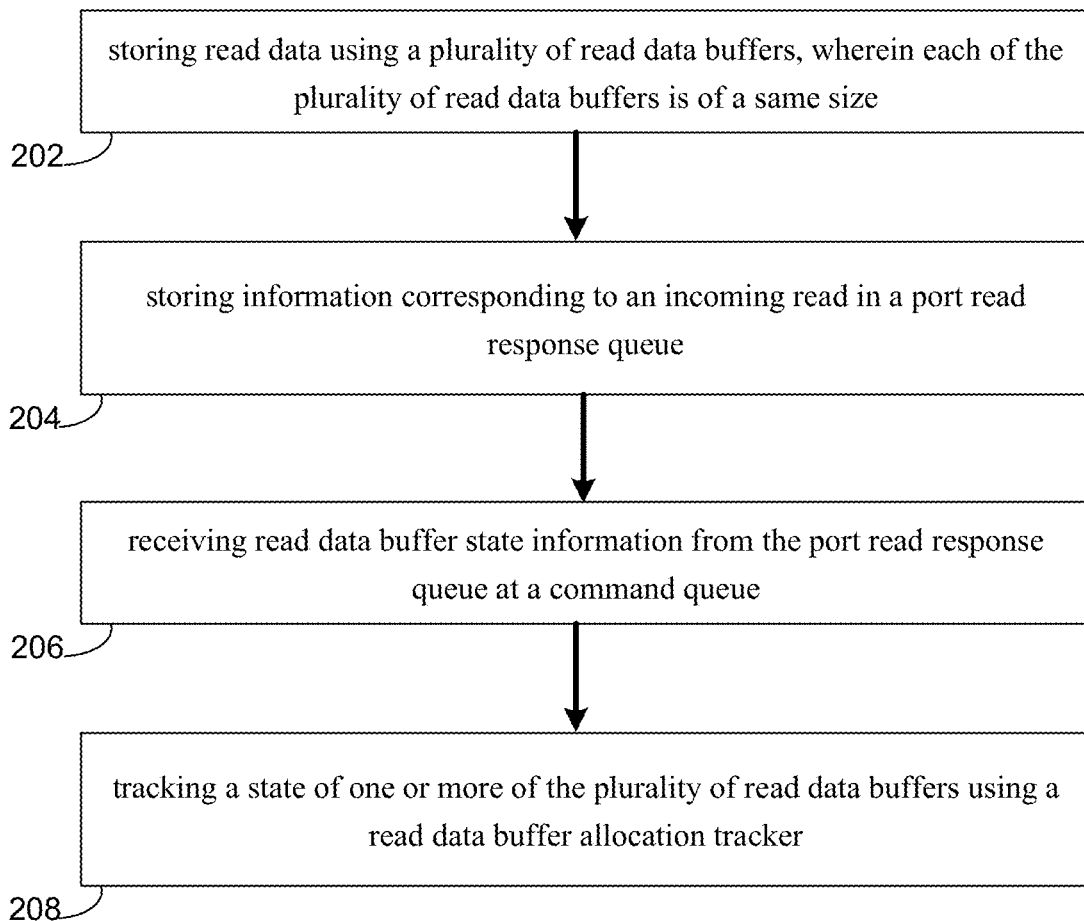 storing read data using a plurality of read data buffers, wherein each of the
plurality of read data buffers is of a same size
202
storing information corresponding to an incoming read in a port read
response queue
204
receiving read data buffer state information from the port read response
queue at a command queue
206
tracking a state of one or more of the plurality of read data buffers using a
read data buffer allocation tracker
208